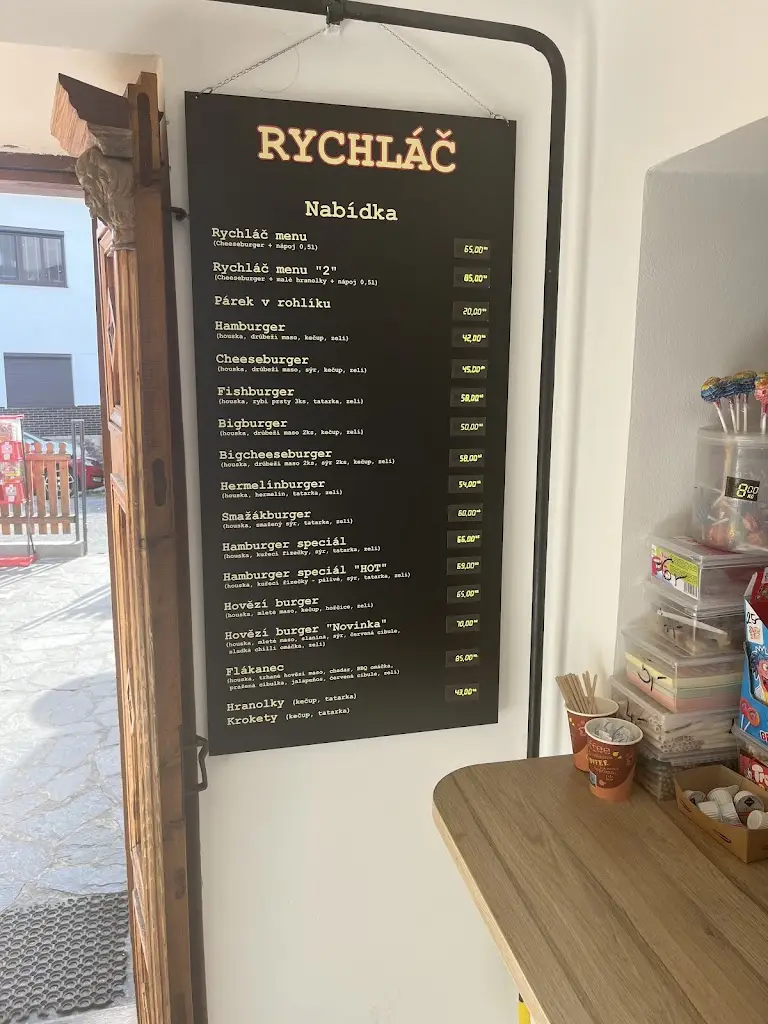 RYCHLÁČ
Nabídka
Rychláč menu 65,00
(Cheeseburger + nápoj 0,5l)
Rychláč menu "2" 85,00
(Cheeseburger + malé hranolky + nápoj 0,5l)
Párek v rohlíku 20,00
Hamburger 42,00
(houska, drůbeží maso, kečup, zelí)
Cheeseburger 45,00
(houska, drůbeží maso, sýr, kečup, zelí)
Fishburger 58,00
(houska, rybí prsty 3ks, tatarka, zelí)
Bigburger 50,00
(houska, drůbeží maso 2ks, kečup, zelí)
Bigcheeseburger 58,00
(houska, drůbeží maso 2ks, sýr 2ks, kečup, zelí)
Hermelínburger 54,00
(houska, hermelín, tatarka, zelí)
Smažákburger 60,00
(houska, smažený sýr, tatarka, zelí)
Hamburger speciál 66,00
(houska, kuřecí fizečky, sýr, tatarka, zelí)
Hamburger speciál "HOT" 69,00
(houska, kuřecí fizečky - pálivé, sýr, tatarka, zelí)
Hovězí burger 65,00
(houska, mleté maso, kečup, hořčice, zelí)
Hovězí burger "Novinka" 70,00
(houska, mleté maso, slanina, sýr, červená cibule,
sladká chilli omáčka, zelí)
Flákanec 85,00
(houska, trhané hovězí maso, chedar, BBQ omáčka,
pražená cibulka, jalapeños, červená cibule, zelí)
Hranolky (kečup, tatarka) 43,00
Krokety (kečup, tatarka)
8,00
Kč